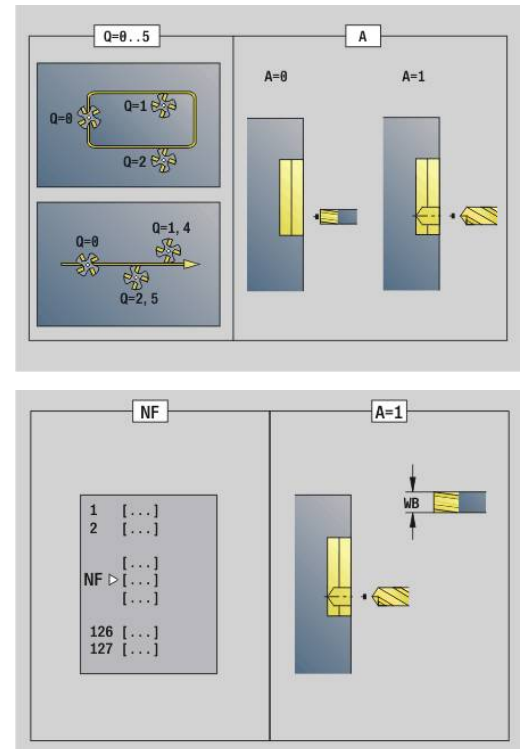 Q=0..5
A
Q=0
Q=1
Q=2
Q=0
Q=1,4
Q=2,5
A=0
A=1
NF
A=1
1 [...]
2 [...]
[...]
NF ▷[...]
[...]
126 [...]
127 [...]
WB